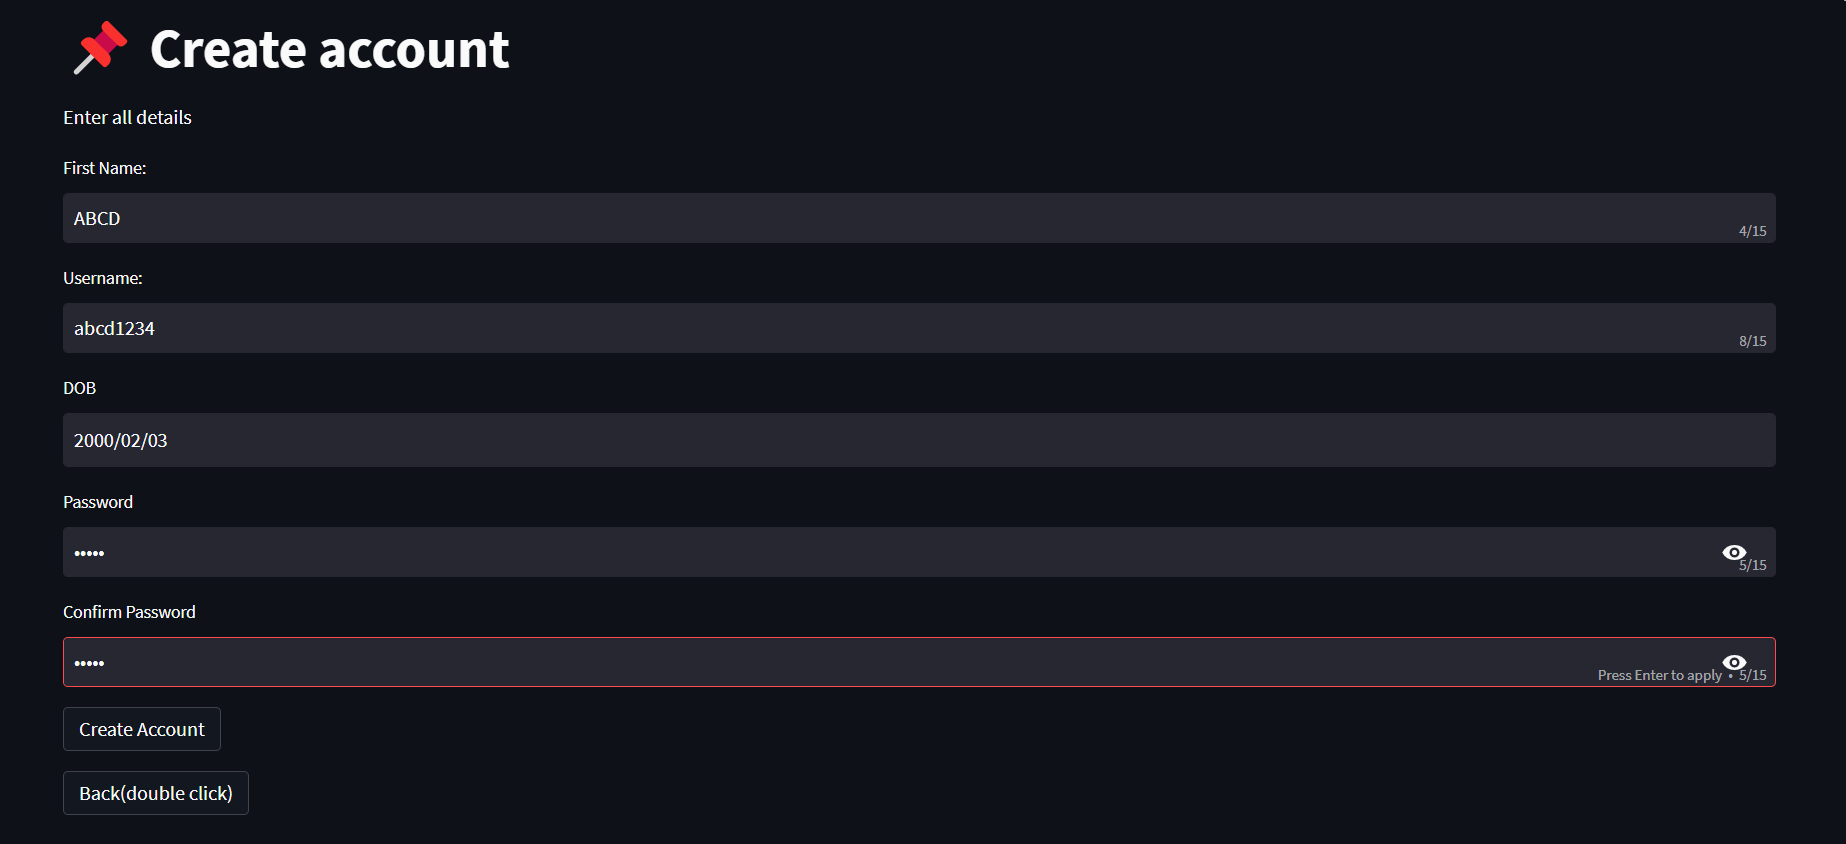 Create account
Enter all details
First Name:
ABCD
4/15
Username:
abcd1234
8/15
DOB
2000/02/03
Password
•••••
5/15
Confirm Password
•••••
Press Enter to apply • 5/15
Create Account
Back(double click)